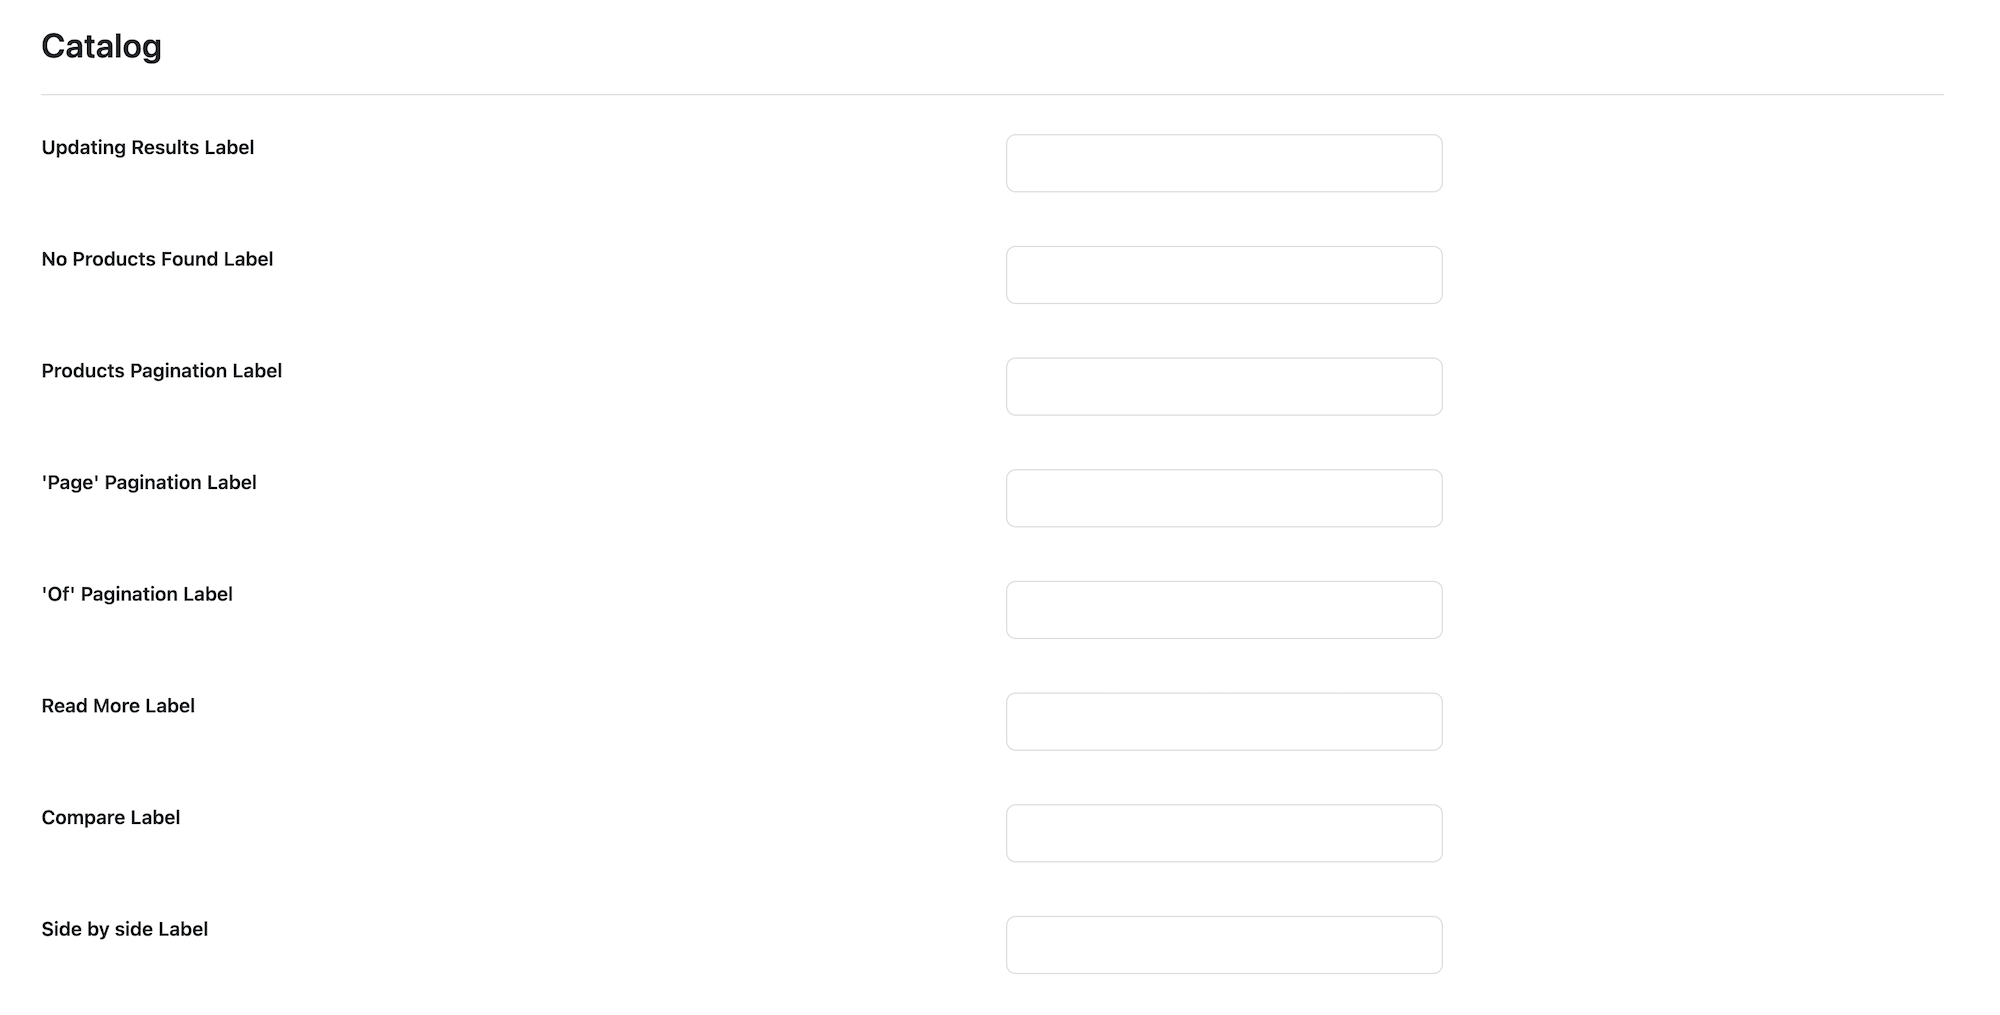 Catalog
Updating Results Label
No Products Found Label
Products Pagination Label
'Page' Pagination Label
'Of' Pagination Label
Read More Label
Compare Label
Side by side Label